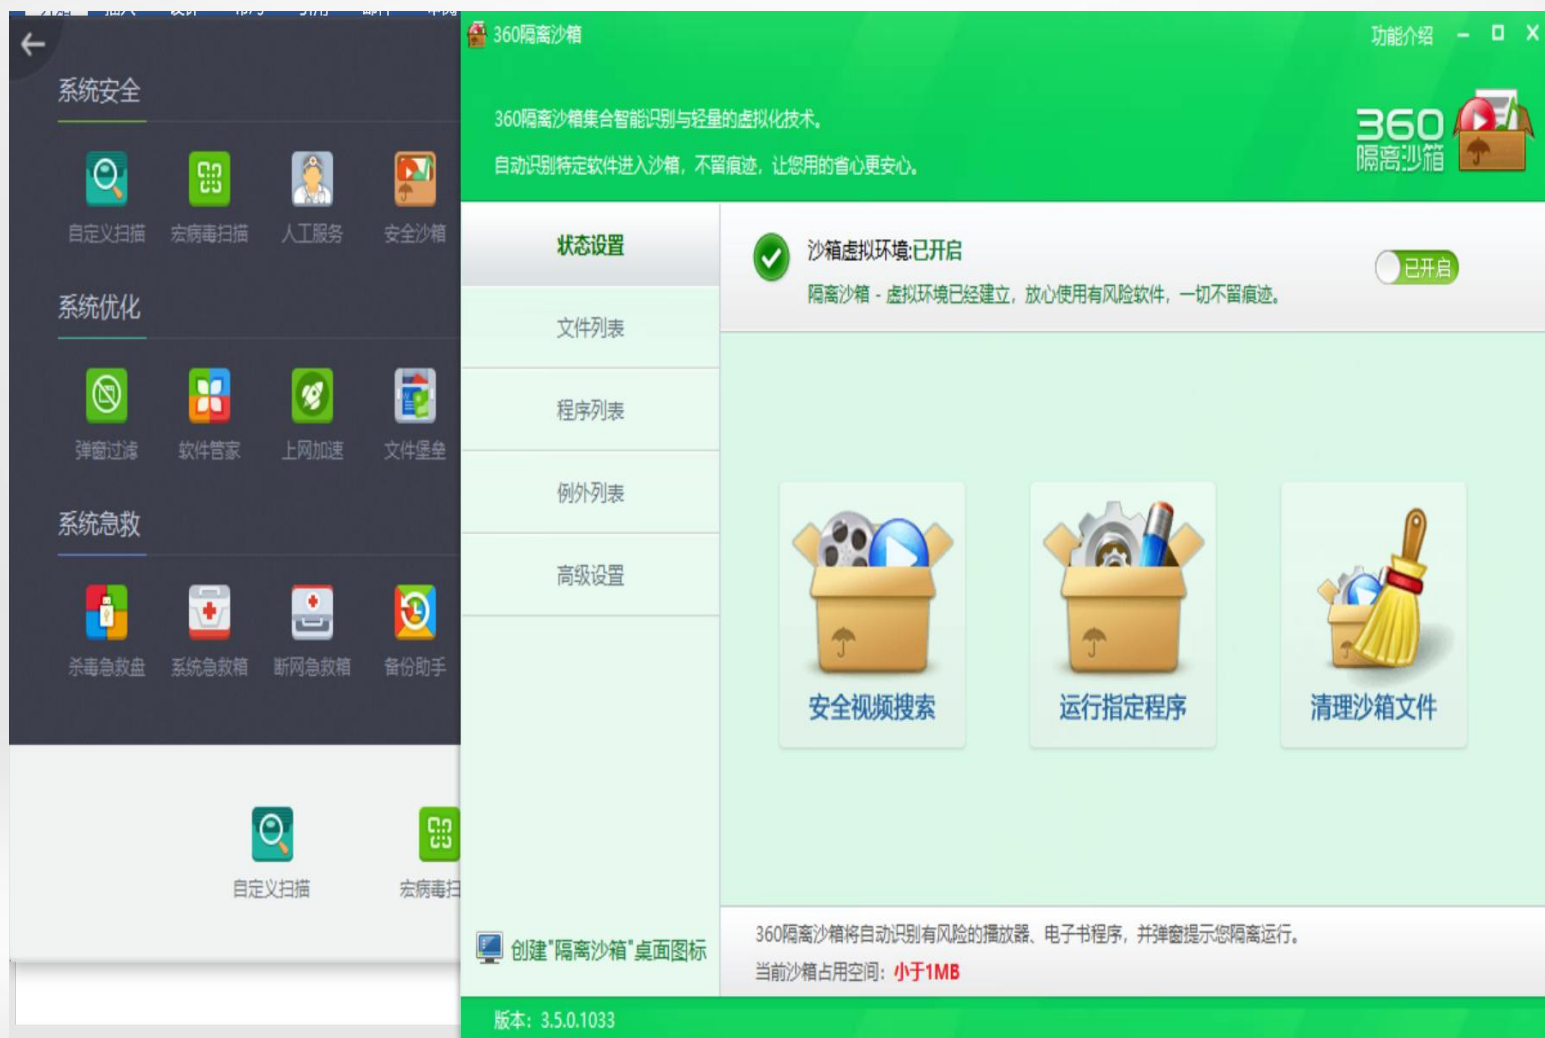 360隔离沙箱
功能介绍
系统安全
360隔离沙箱集合智能识别与轻量的虚拟化技术。
自动识别特定软件进入沙箱，不留痕迹，让您用的省心更安心。
360
隔离沙箱
自定义扫描
宏病毒扫描
人工服务
安全沙箱
系统优化
弹窗过滤
软件管家
上网加速
文件堡垒
系统急救
杀毒急救盘
系统急救箱
断网急救箱
备份助手
自定义扫描
宏病毒扫
状态设置
文件列表
程序列表
例外列表
高级设置
创建"隔离沙箱"桌面图标
沙箱虚拟环境:已开启
隔离沙箱 - 虚拟环境已经建立，放心使用有风险软件，一切不留痕迹。
已开启
安全视频搜索
运行指定程序
清理沙箱文件
360隔离沙箱将自动识别有风险的播放器、电子书程序，并弹窗提示您隔离运行。
当前沙箱占用空间：小于1MB
版本：3.5.0.1033